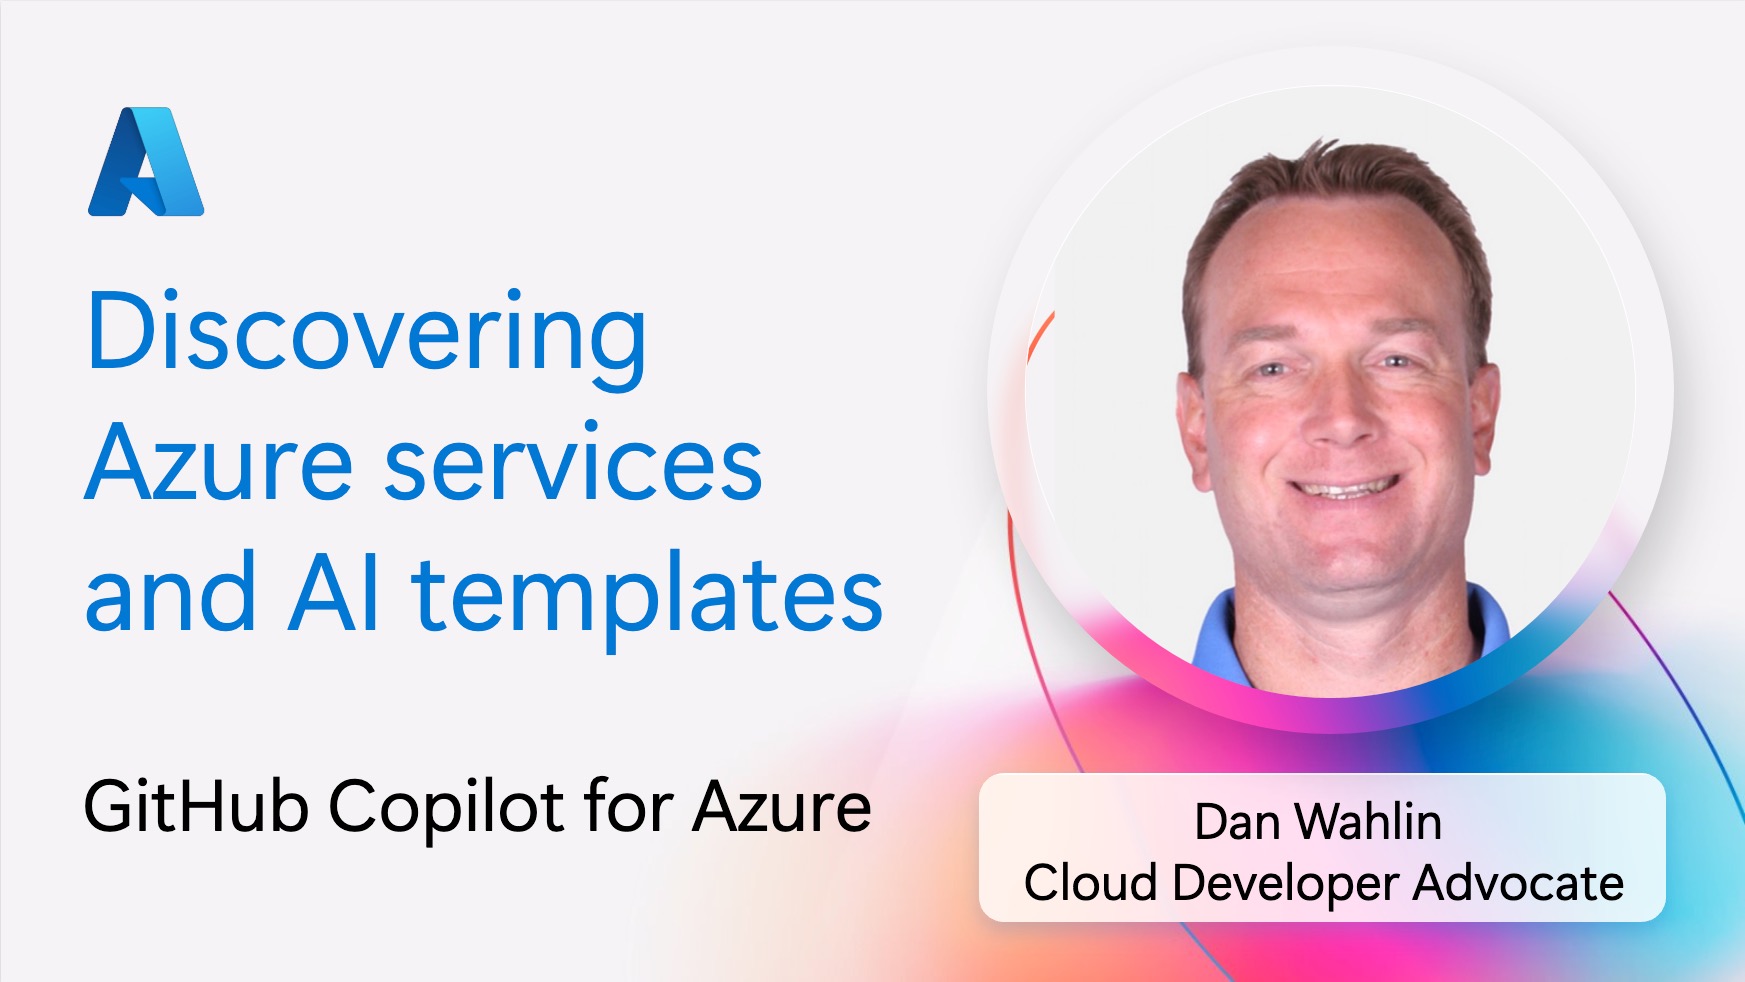 Discovering
Azure services
and AI templates
GitHub Copilot for Azure
Dan Wahlin
Cloud Developer Advocate